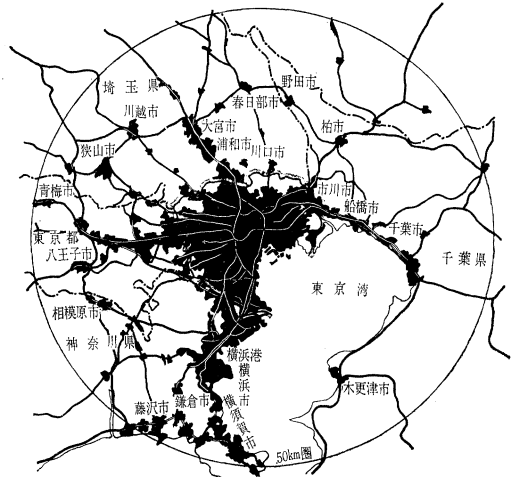 野田市
埼玉県
春日部市
川越市
大宮市
柏市
浦和市
川口市
狭山市
青梅市
市川市
船橋市
東京都
千葉市
八王子市
千葉県
東京湾
相模原市
神奈川県
横浜港
横浜市
木更津市
鎌倉市
藤沢市
横須賀市
50km圏